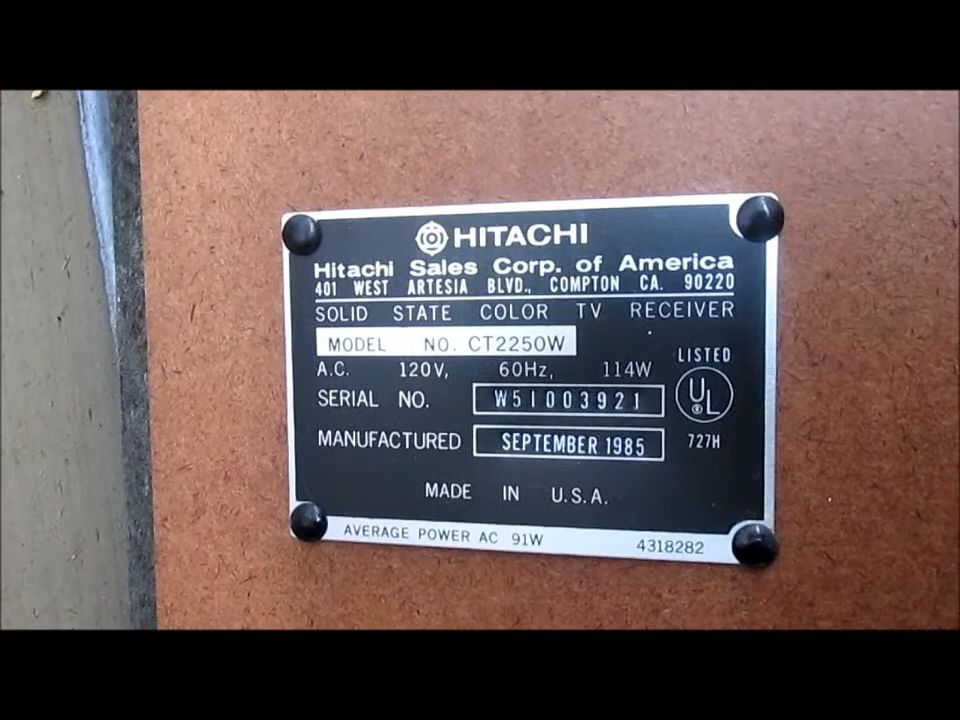 HITACHI
Hitachi Sales Corp. of America
401 WEST ARTESIA BLVD., COMPTON CA. 90220
SOLID STATE COLOR TV RECEIVER
MODEL NO. CT2250W
A.C. 120V, 60Hz, 114W
LISTED
SERIAL NO. W51003921
UL®
MANUFACTURED SEPTEMBER 1985
727H
MADE IN U.S.A.
AVERAGE POWER AC 91W 4318282